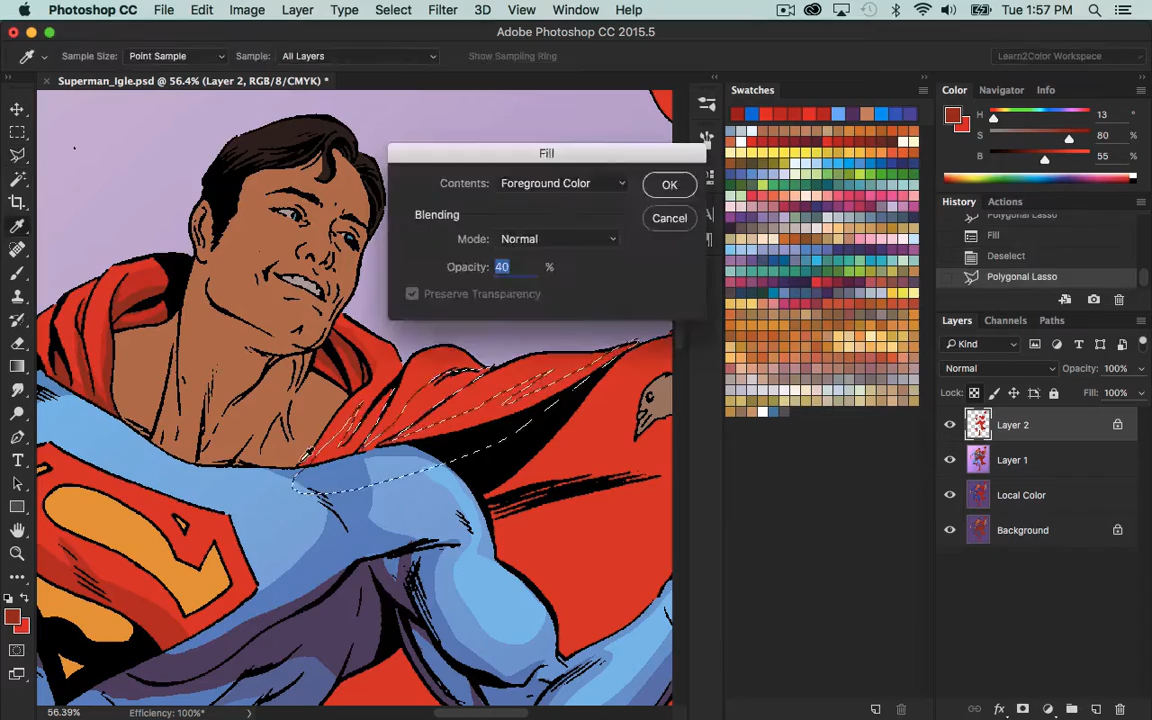 Photoshop CC File Edit Image Layer Type Select Filter 3D View Window Help Tue 1:57 PM
Adobe Photoshop CC 2015.5
Sample Size: Point Sample Sample: All Layers Show Sampling Ring Learn2Color Workspace
Superman_Igle.psd @ 56.4% (Layer 2, RGB/8/CMYK) *
Swatches
Color Navigator Info
H 13 °
S 80 %
B 55 %
History Actions
Polygonal Lasso
Fill
Deselect
Polygonal Lasso
Fill
Contents: Foreground Color OK
Blending Cancel
Mode: Normal
Opacity: 40 %
Preserve Transparency
Layers Channels Paths
Kind
Normal Opacity: 100%
Lock: Fill: 100%
Layer 2
Layer 1
Local Color
Background
56.39% Efficiency: 100%*